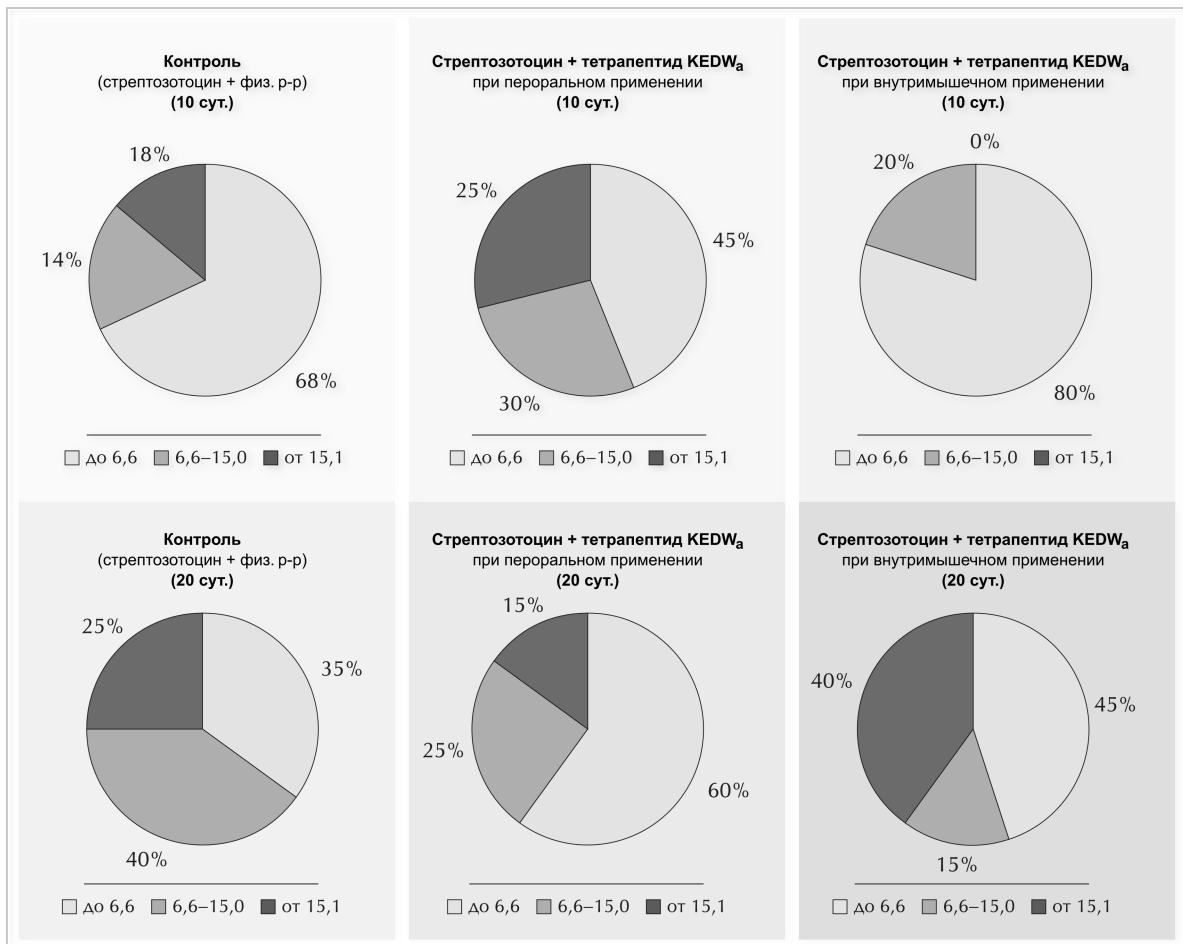 Контроль
(стрептозотоцин + физ. р-р)
(10 сут.)
18%
14%
68%
до 6,6 6,6–15,0 от 15,1
Стрептозотоцин + тетрапептид KEDWa
при пероральном применении
(10 сут.)
25%
45%
30%
до 6,6 6,6–15,0 от 15,1
Стрептозотоцин + тетрапептид KEDWa
при внутримышечном применении
(10 сут.)
0%
20%
80%
до 6,6 6,6–15,0 от 15,1
Контроль
(стрептозотоцин + физ. р-р)
(20 сут.)
25%
35%
40%
до 6,6 6,6–15,0 от 15,1
Стрептозотоцин + тетрапептид KEDWa
при пероральном применении
(20 сут.)
15%
25%
60%
до 6,6 6,6–15,0 от 15,1
Стрептозотоцин + тетрапептид KEDWa
при внутримышечном применении
(20 сут.)
40%
45%
15%
до 6,6 6,6–15,0 от 15,1